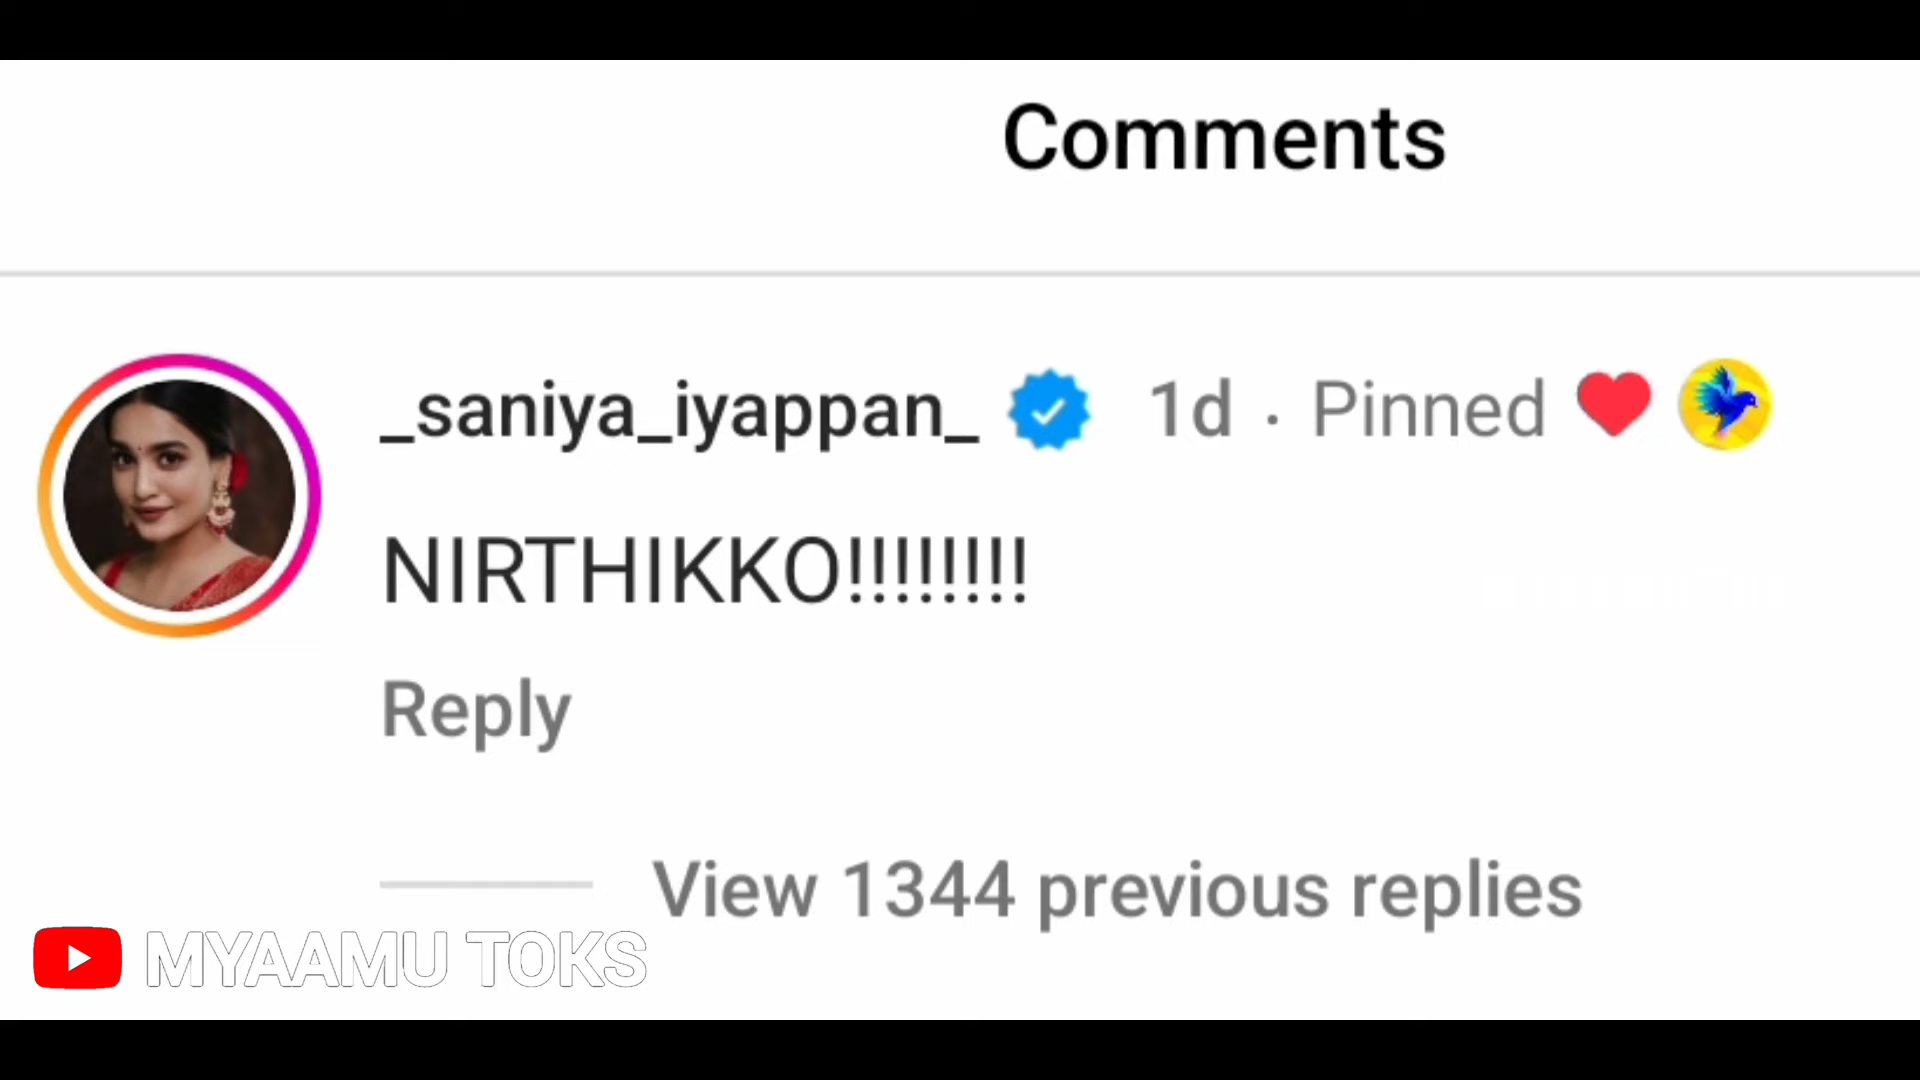 Comments
_saniya_iyappan_ 1d · Pinned
NIRTHIKKO!!!!!!!!
Reply
View 1344 previous replies
MYAAMU TOKS